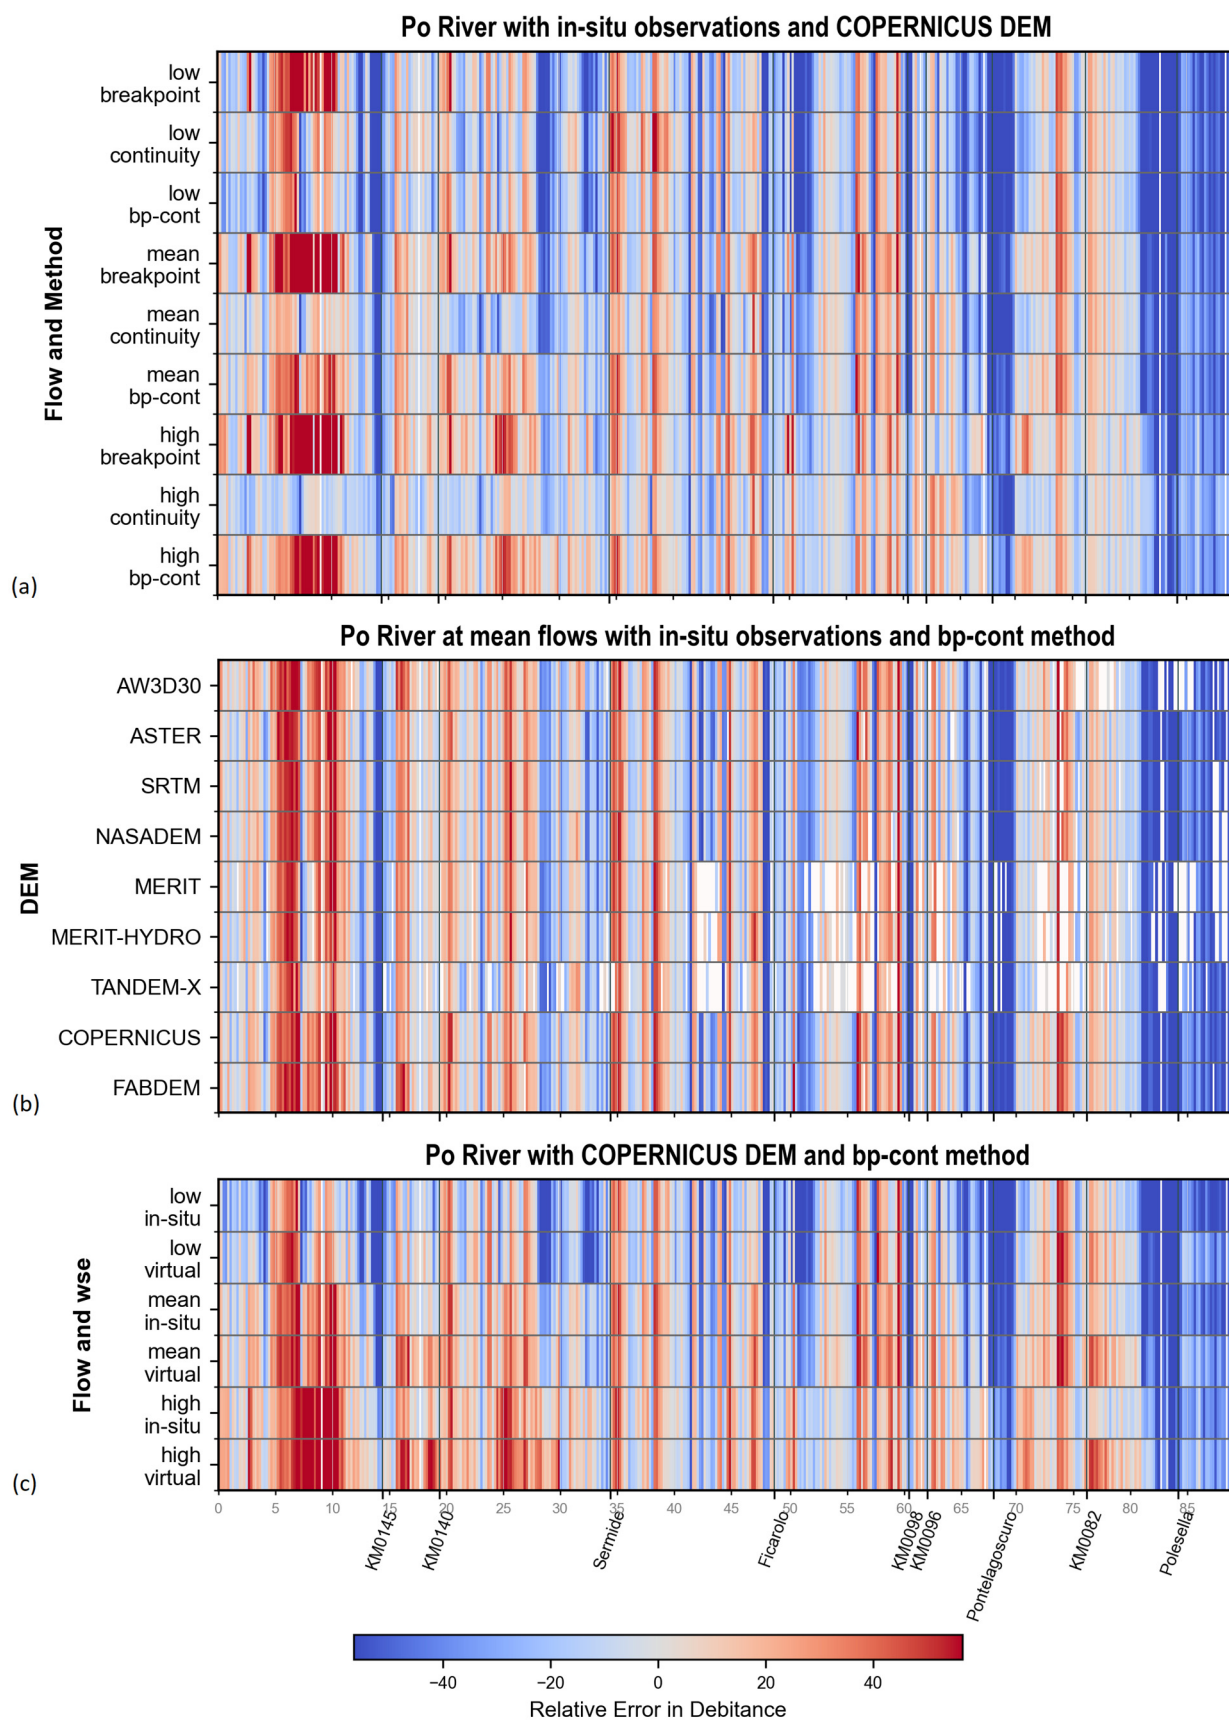 Po River with in-situ observations and COPERNICUS DEM
Flow and Method
low
breakpoint
low
continuity
low
bp-cont
mean
breakpoint
mean
continuity
mean
bp-cont
high
breakpoint
high
continuity
high
bp-cont
(a)
Po River at mean flows with in-situ observations and bp-cont method
DEM
AW3D30
ASTER
SRTM
NASADEM
MERIT
MERIT-HYDRO
TANDEM-X
COPERNICUS
FABDEM
(b)
Po River with COPERNICUS DEM and bp-cont method
Flow and wse
low
in-situ
low
virtual
mean
in-situ
mean
virtual
high
in-situ
high
virtual
(c)
0 5 10 15 20 25 30 35 40 45 50 55 60 65 70 75 80 85
KM0145 KM0140 Sermide Ficarolo KM0098 KM0096 Pontelagoscuro KM0082 Polesella
−40 −20 0 20 40
Relative Error in Debitance